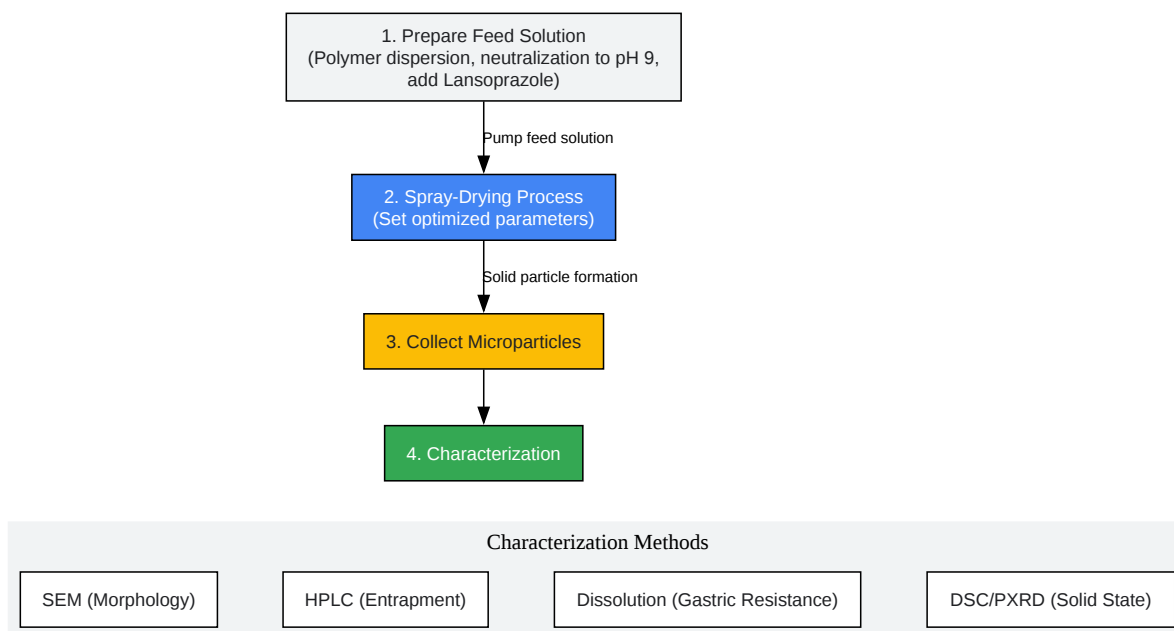 1. Prepare Feed Solution
(Polymer dispersion, neutralization to pH 9,
add Lansoprazole)
Pump feed solution
2. Spray-Drying Process
(Set optimized parameters)
Solid particle formation
3. Collect Microparticles
4. Characterization
Characterization Methods
SEM (Morphology)
HPLC (Entrapment)
Dissolution (Gastric Resistance)
DSC/PXRD (Solid State)